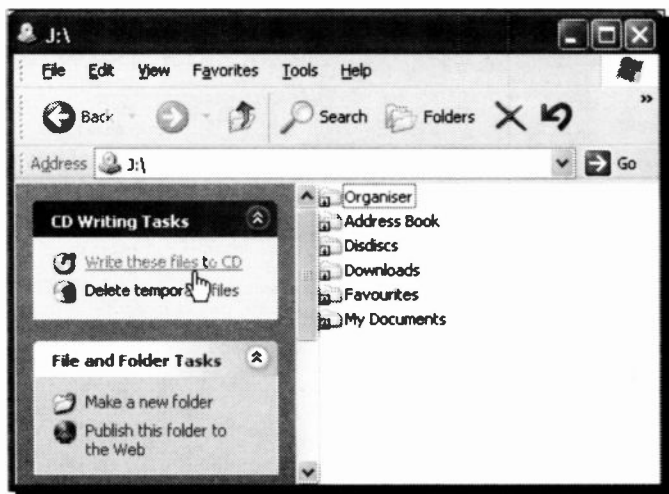 J:\
File Edit View Favorites Tools Help
Back Search Folders »
Address J:\ Go
CD Writing Tasks
Write these files to CD
Delete temporary files
File and Folder Tasks
Make a new folder
Publish this folder to
the Web
Organiser
Address Book
Disdiscs
Downloads
Favourites
My Documents